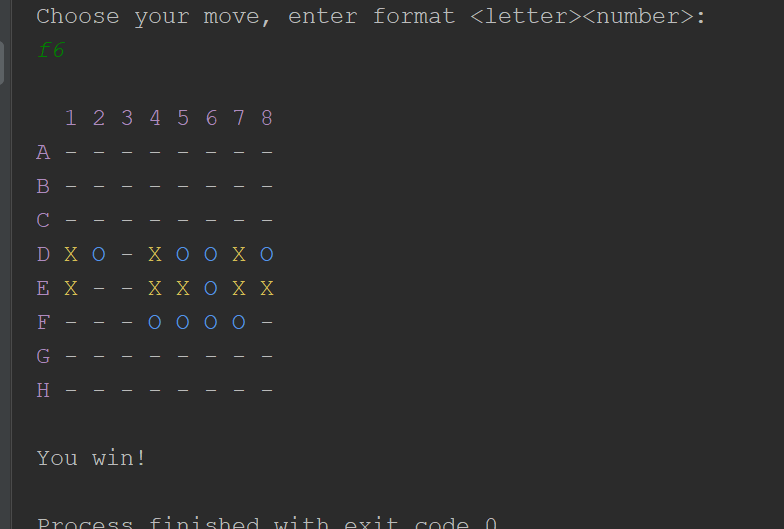 Choose your move, enter format <letter><number>:
f6
1 2 3 4 5 6 7 8
A - - - - - - - -
B - - - - - - - -
C - - - - - - - -
D X O - X O O X O
E X - - X X O X X
F - - - O O O O -
G - - - - - - - -
H - - - - - - - -
You win!
Process finished with exit code 0